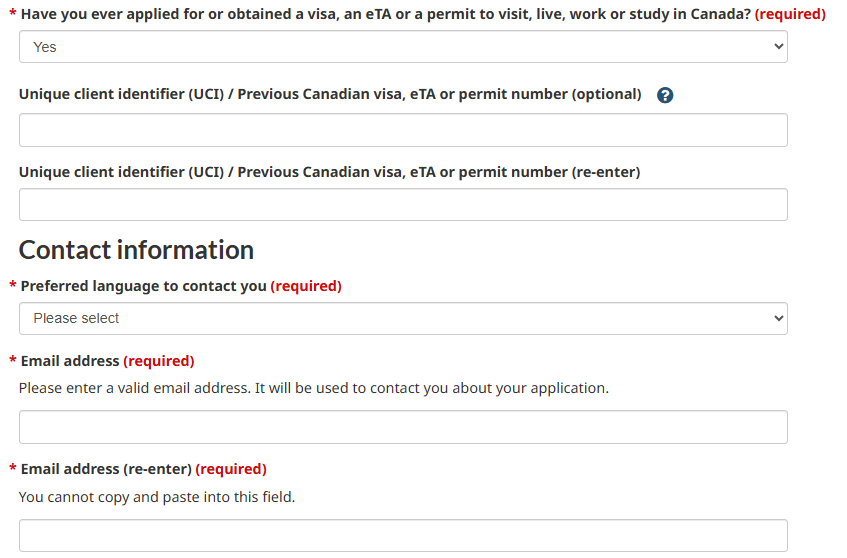 * Have you ever applied for or obtained a visa, an eTA or a permit to visit, live, work or study in Canada? (required)
Yes
Unique client identifier (UCI) / Previous Canadian visa, eTA or permit number (optional) ?
Unique client identifier (UCI) / Previous Canadian visa, eTA or permit number (re-enter)
Contact information
* Preferred language to contact you (required)
Please select
* Email address (required)
Please enter a valid email address. It will be used to contact you about your application.
* Email address (re-enter) (required)
You cannot copy and paste into this field.